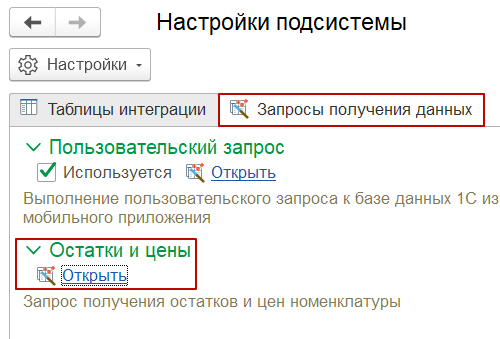 Настройки подсистемы
Настройки
Таблицы интеграции Запросы получения данных
Пользовательский запрос
Используется Открыть
Выполнение пользовательского запроса к базе данных 1С из
мобильного приложения
Остатки и цены
Открыть
Запрос получения остатков и цен номенклатуры